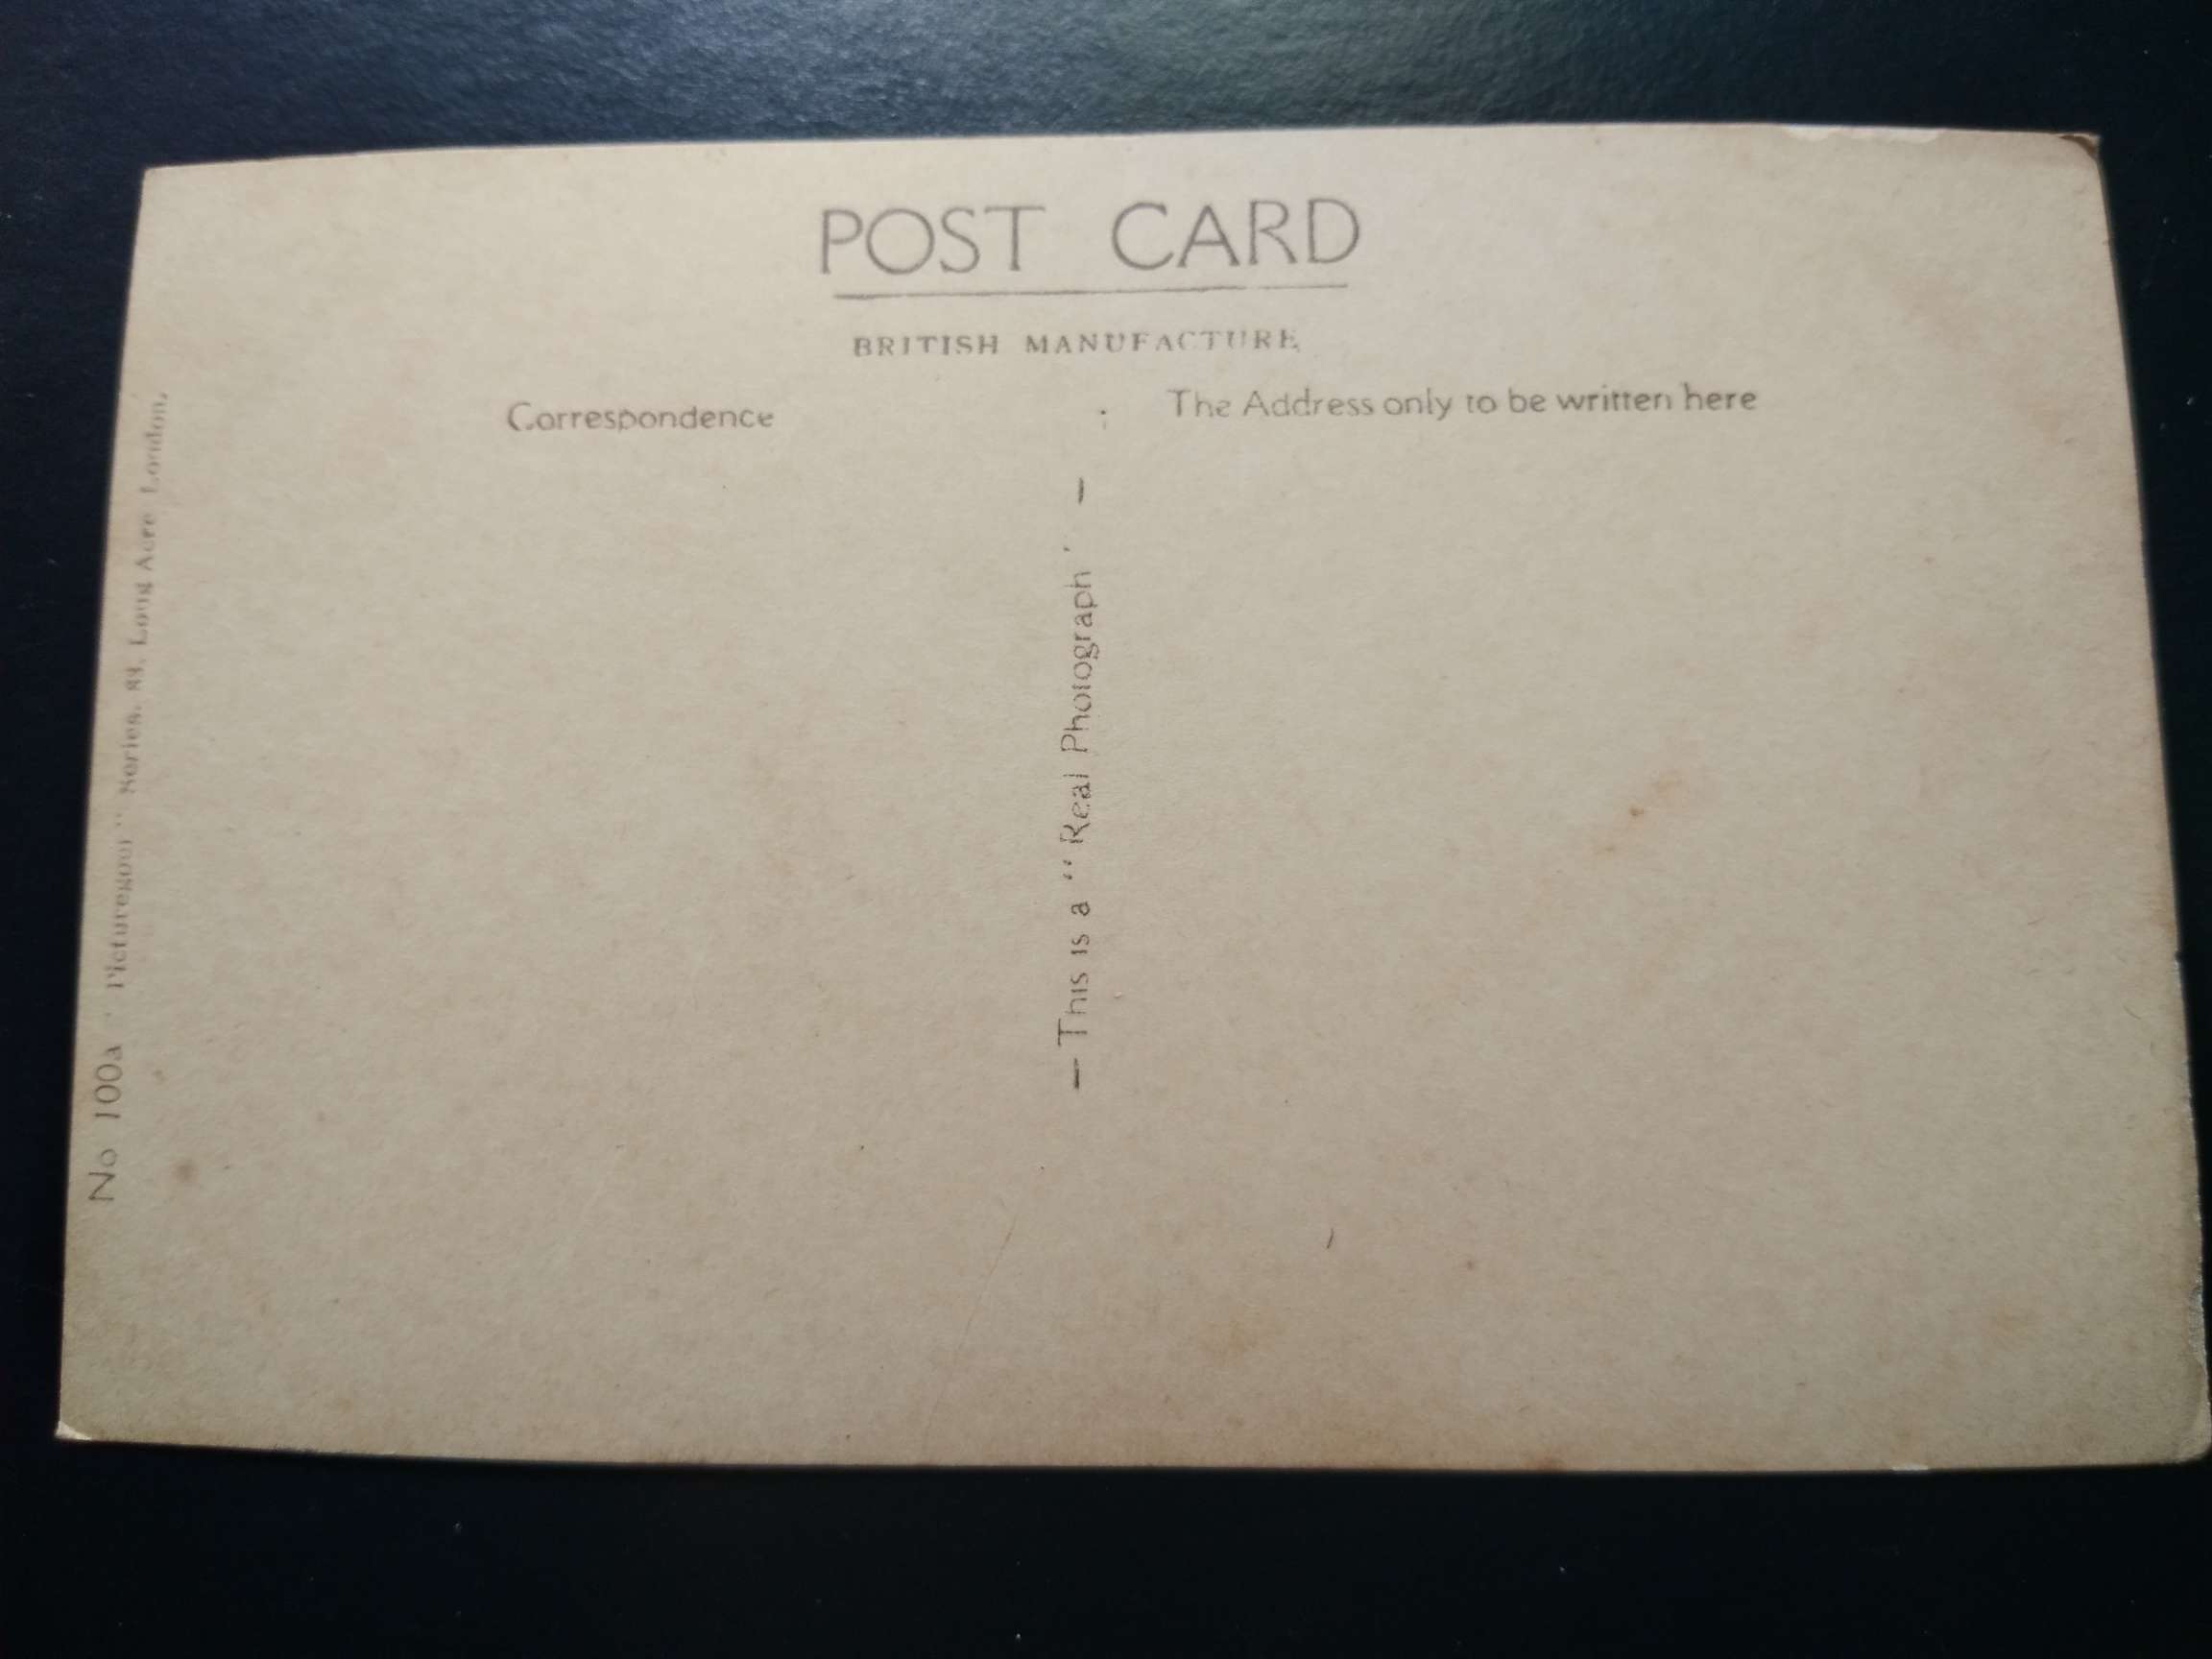 POST CARD
BRITISH MANUFACTURE
Correspondence
The Address only to be written here
— This is a "Real Photograph' —
No 100a " Picturegoer" Series, 85, Long Acre London,